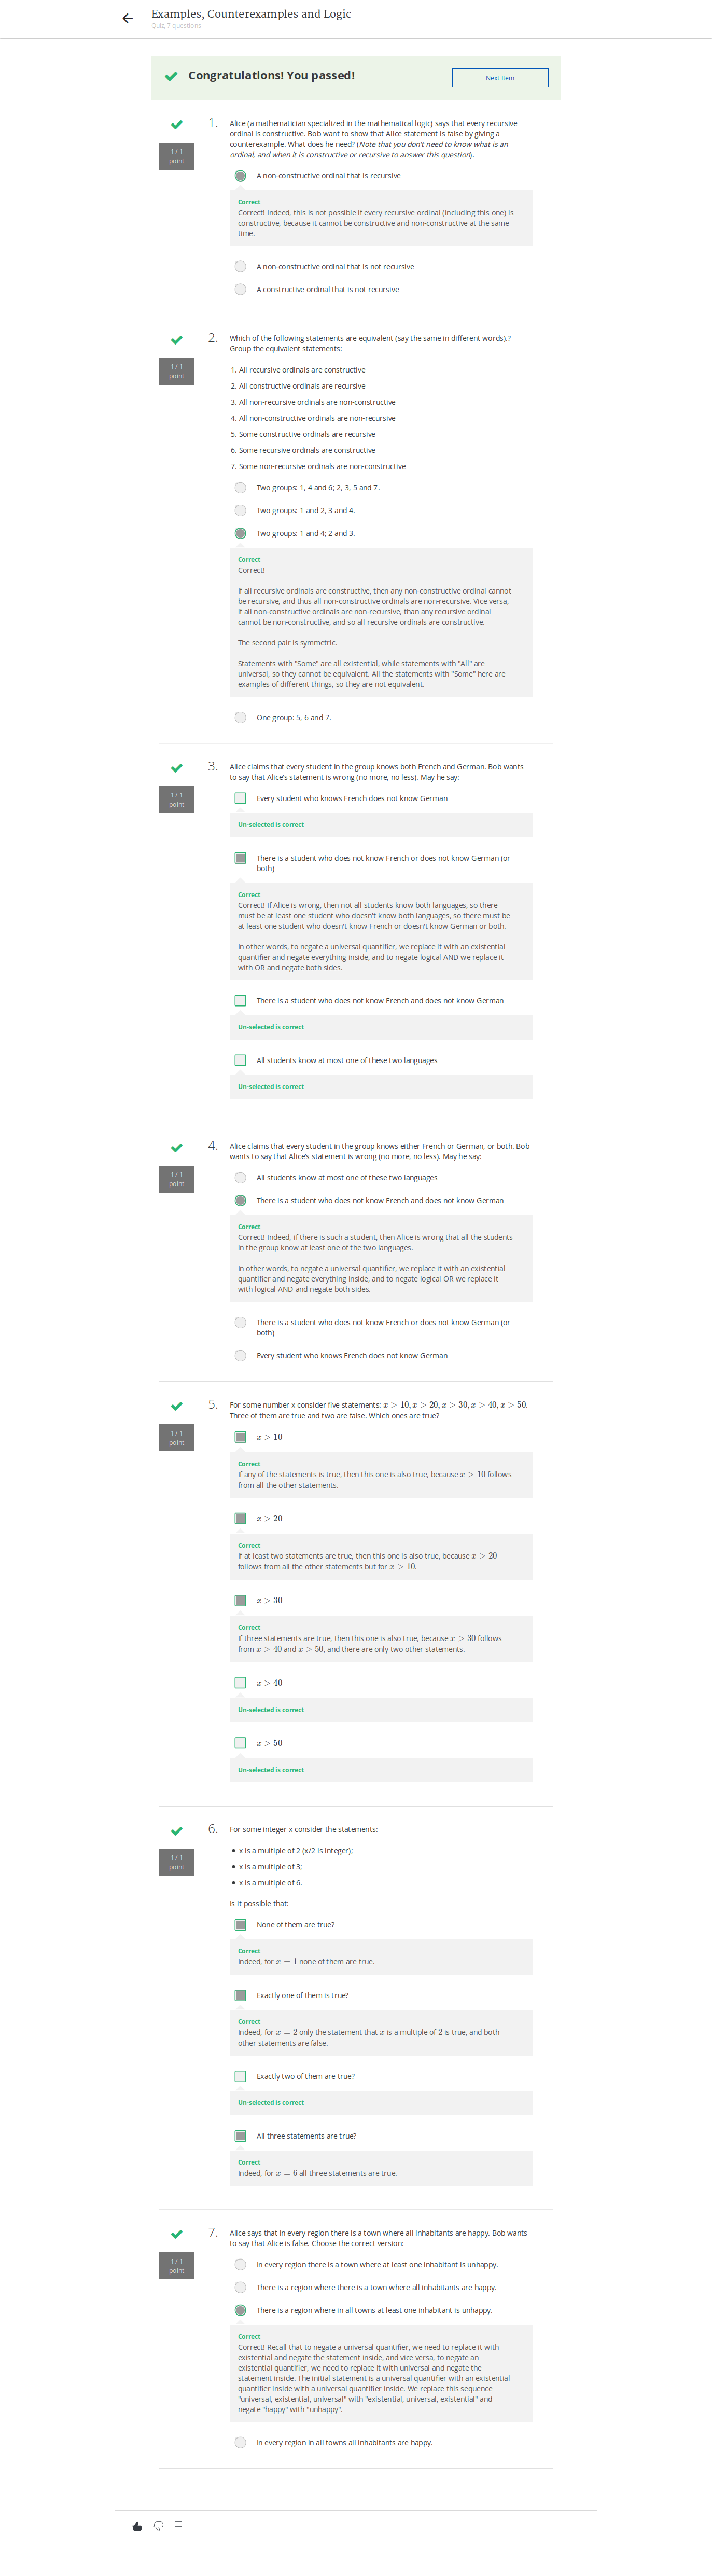 Examples, Counterexamples and Logic
Quiz, 7 questions
Congratulations! You passed!
Next Item
1.
1 / 1
point
Alice (a mathematician specialized in the mathematical logic) says that every recursive
ordinal is constructive. Bob want to show that Alice statement is false by giving a
counterexample. What does he need? (Note that you don't need to know what is an
ordinal, and when it is constructive or recursive to answer this question).
A non-constructive ordinal that is recursive
Correct
Correct! Indeed, this is not possible if every recursive ordinal (including this one) is
constructive, because it cannot be constructive and non-constructive at the same
time.
A non-constructive ordinal that is not recursive
A constructive ordinal that is not recursive
2.
1 / 1
point
Which of the following statements are equivalent (say the same in different words).?
Group the equivalent statements:
1. All recursive ordinals are constructive
2. All constructive ordinals are recursive
3. All non-recursive ordinals are non-constructive
4. All non-constructive ordinals are non-recursive
5. Some constructive ordinals are recursive
6. Some recursive ordinals are constructive
7. Some non-recursive ordinals are non-constructive
Two groups: 1, 4 and 6; 2, 3, 5 and 7.
Two groups: 1 and 2, 3 and 4.
Two groups: 1 and 4; 2 and 3.
Correct
Correct!
If all recursive ordinals are constructive, then any non-constructive ordinal cannot
be recursive, and thus all non-constructive ordinals are non-recursive. Vice versa,
if all non-constructive ordinals are non-recursive, than any recursive ordinal
cannot be non-constructive, and so all recursive ordinals are constructive.
The second pair is symmetric.
Statements with "Some" are all existential, while statements with "All" are
universal, so they cannot be equivalent. All the statements with "Some" here are
examples of different things, so they are not equivalent.
One group: 5, 6 and 7.
3.
1 / 1
point
Alice claims that every student in the group knows both French and German. Bob wants
to say that Alice's statement is wrong (no more, no less). May he say:
Every student who knows French does not know German
Un-selected is correct
There is a student who does not know French or does not know German (or
both)
Correct
Correct! If Alice is wrong, then not all students know both languages, so there
must be at least one student who doesn't know both languages, so there must be
at least one student who doesn't know French or doesn't know German or both.
In other words, to negate a universal quantifier, we replace it with an existential
quantifier and negate everything inside, and to negate logical AND we replace it
with OR and negate both sides.
There is a student who does not know French and does not know German
Un-selected is correct
All students know at most one of these two languages
Un-selected is correct
4.
1 / 1
point
Alice claims that every student in the group knows either French or German, or both. Bob
wants to say that Alice's statement is wrong (no more, no less). May he say:
All students know at most one of these two languages
There is a student who does not know French and does not know German
Correct
Correct! Indeed, if there is such a student, then Alice is wrong that all the students
in the group know at least one of the two languages.
In other words, to negate a universal quantifier, we replace it with an existential
quantifier and negate everything inside, and to negate logical OR we replace it
with logical AND and negate both sides.
There is a student who does not know French or does not know German (or
both)
Every student who knows French does not know German
5.
1 / 1
point
For some number x consider five statements: x > 10, x > 20, x > 30, x > 40, x > 50.
Three of them are true and two are false. Which ones are true?
x > 10
Correct
If any of the statements is true, then this one is also true, because x > 10 follows
from all the other statements.
x > 20
Correct
If at least two statements are true, then this one is also true, because x > 20
follows from all the other statements but for x > 10.
x > 30
Correct
If three statements are true, then this one is also true, because x > 30 follows
from x > 40 and x > 50, and there are only two other statements.
x > 40
Un-selected is correct
x > 50
Un-selected is correct
6.
1 / 1
point
For some integer x consider the statements:
• x is a multiple of 2 (x/2 is integer);
• x is a multiple of 3;
• x is a multiple of 6.
Is it possible that:
None of them are true?
Correct
Indeed, for x = 1 none of them are true.
Exactly one of them is true?
Correct
Indeed, for x = 2 only the statement that x is a multiple of 2 is true, and both
other statements are false.
Exactly two of them are true?
Un-selected is correct
All three statements are true?
Correct
Indeed, for x = 6 all three statements are true.
7.
1 / 1
point
Alice says that in every region there is a town where all inhabitants are happy. Bob wants
to say that Alice is false. Choose the correct version:
In every region there is a town where at least one inhabitant is unhappy.
There is a region where there is a town where all inhabitants are happy.
There is a region where in all towns at least one inhabitant is unhappy.
Correct
Correct! Recall that to negate a universal quantifier, we need to replace it with
existential and negate the statement inside, and vice versa, to negate an
existential quantifier, we need to replace it with universal and negate the
statement inside. The initial statement is a universal quantifier with an existential
quantifier inside with a universal quantifier inside. We replace this sequence
"universal, existential, universal" with "existential, universal, existential" and
negate "happy" with "unhappy".
In every region in all towns all inhabitants are happy.